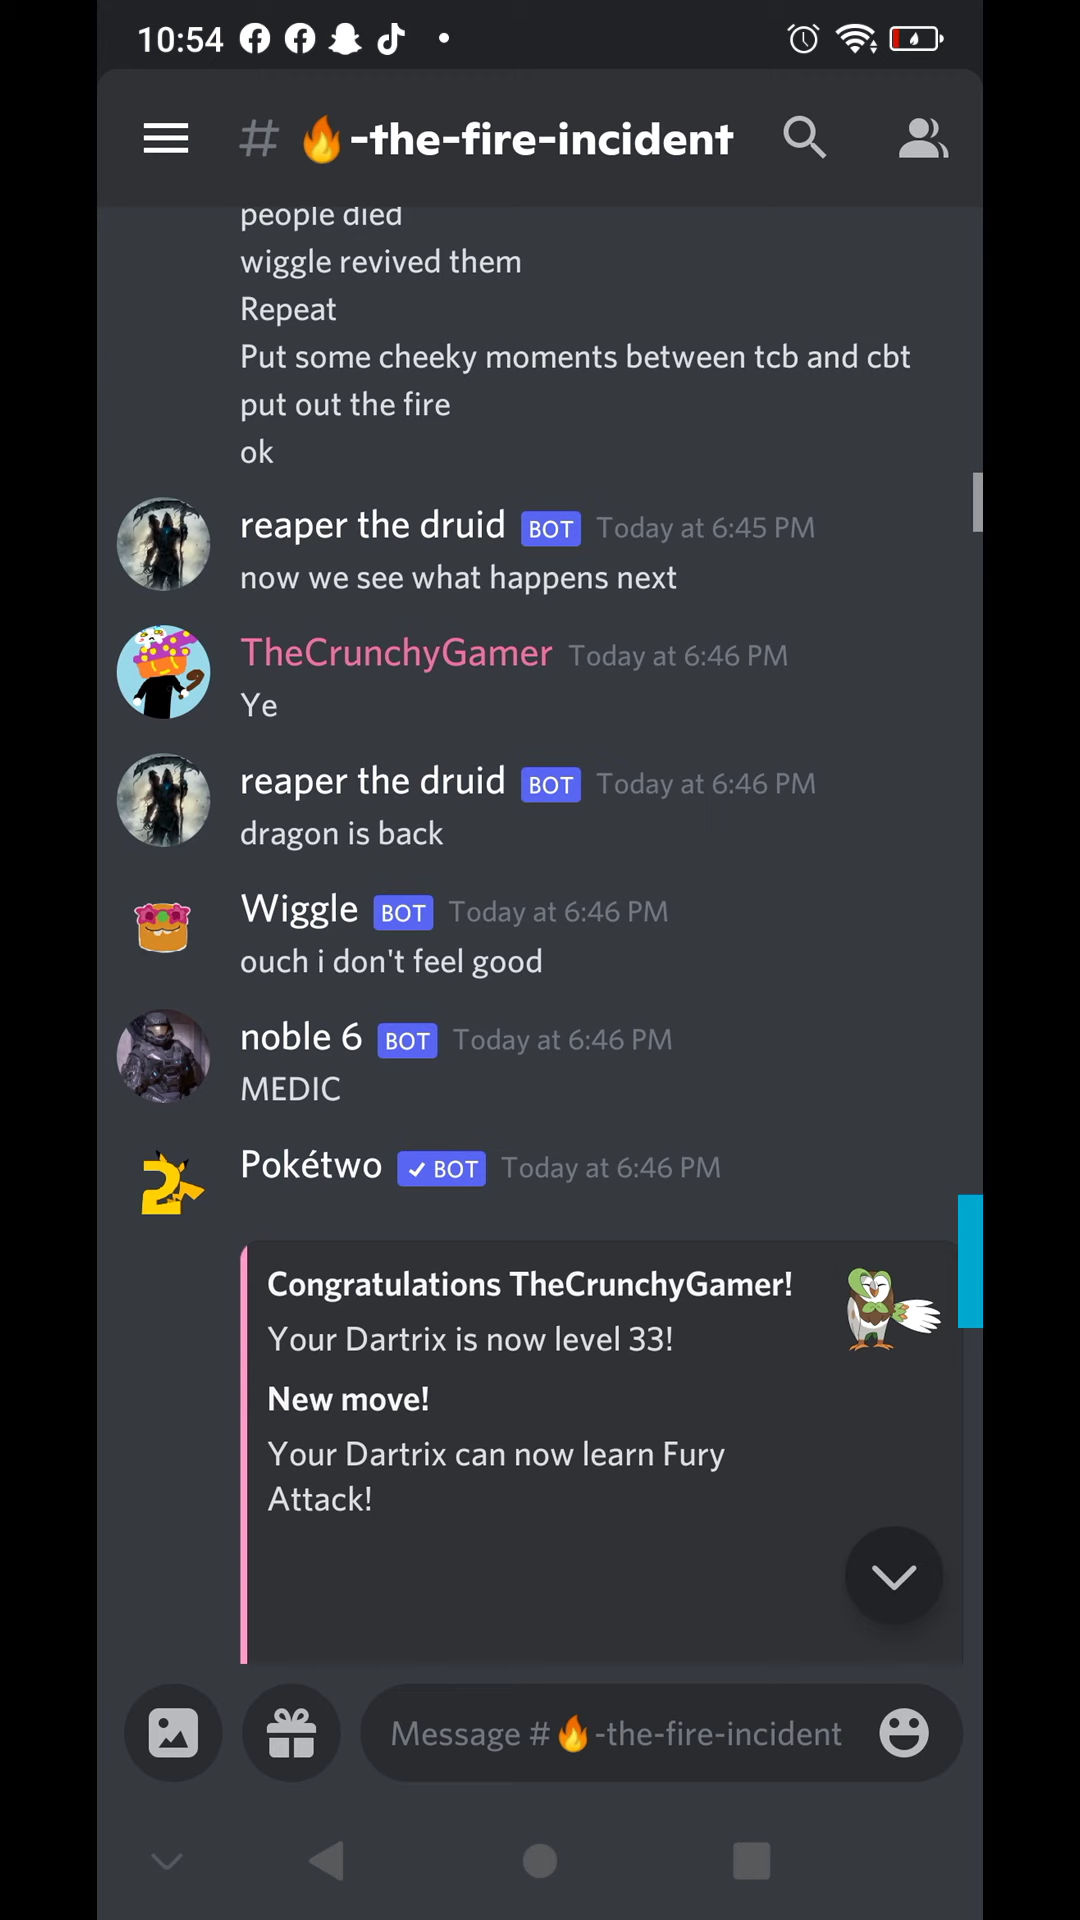 10:54
# 🔥-the-fire-incident
people died
wiggle revived them
Repeat
Put some cheeky moments between tcb and cbt
put out the fire
ok
reaper the druid BOT Today at 6:45 PM
now we see what happens next
TheCrunchyGamer Today at 6:46 PM
Ye
reaper the druid BOT Today at 6:46 PM
dragon is back
Wiggle BOT Today at 6:46 PM
ouch i don't feel good
noble 6 BOT Today at 6:46 PM
MEDIC
Pokétwo ✓ BOT Today at 6:46 PM
Congratulations TheCrunchyGamer!
Your Dartrix is now level 33!
New move!
Your Dartrix can now learn Fury
Attack!
Message #🔥-the-fire-incident